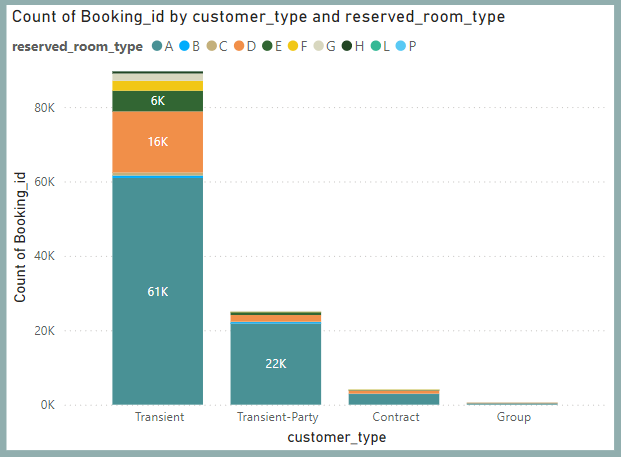 Count of Booking_id by customer_type and reserved_room_type
reserved_room_type A B C D E F G H L P
80K
60K
40K
20K
0K
Count of Booking_id
6K
16K
61K
22K
Transient Transient-Party Contract Group
customer_type